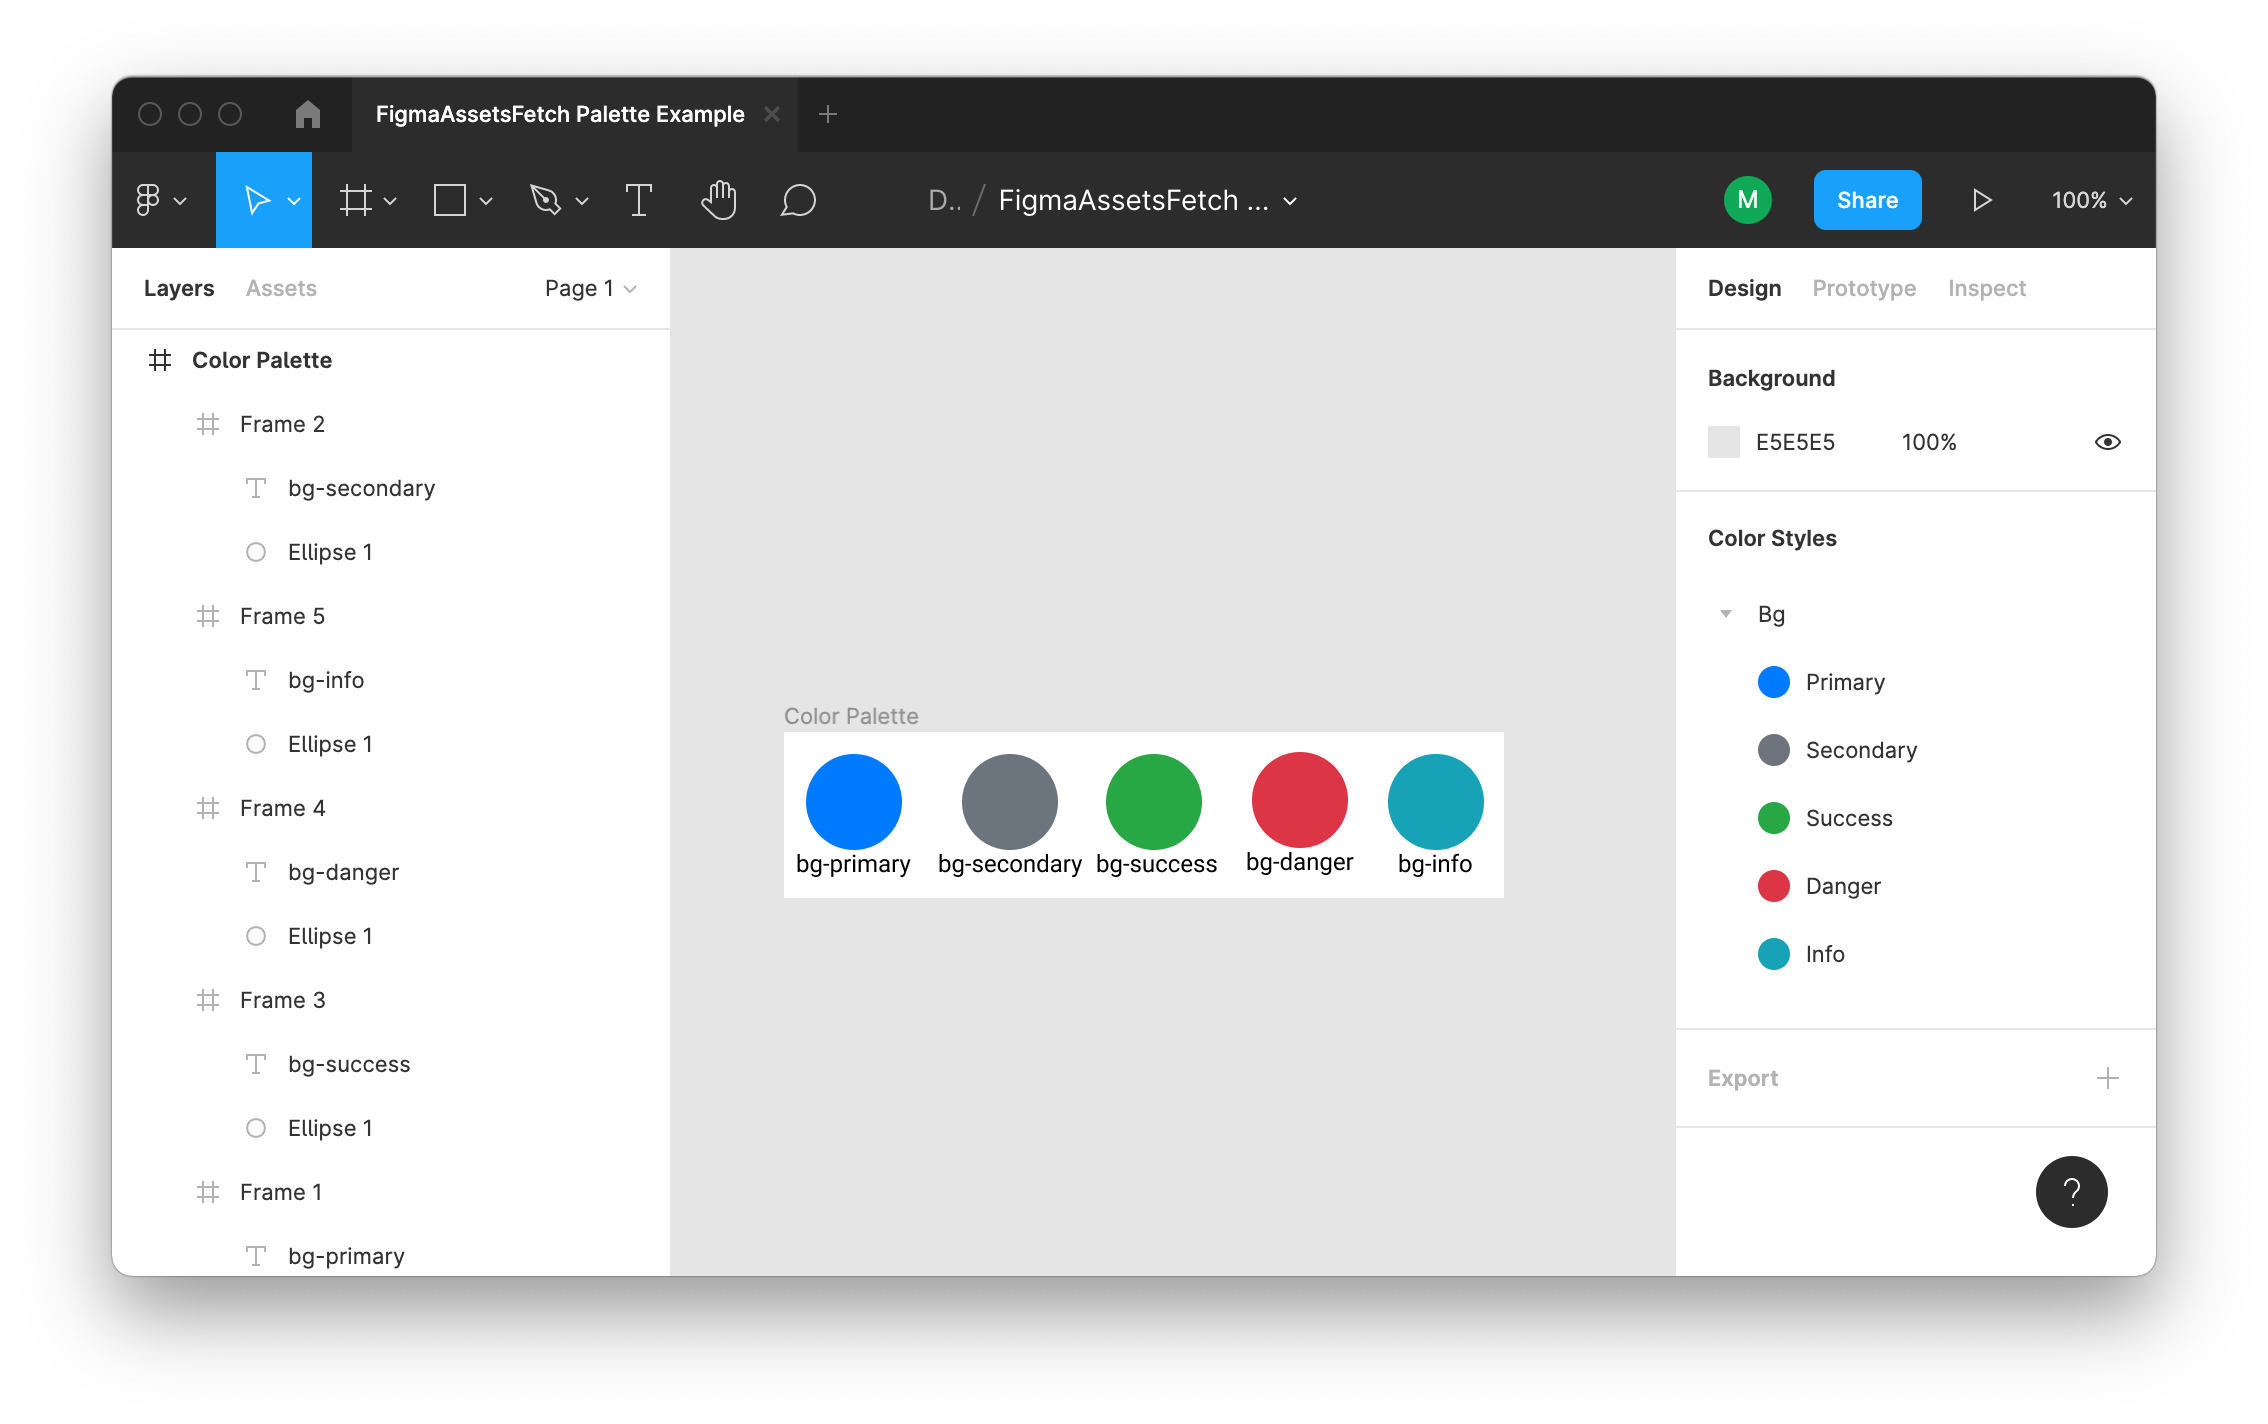 FigmaAssetsFetch Palette Example
D.. / FigmaAssetsFetch ...
M
Share
100%
Layers Assets Page 1
Color Palette
Frame 2
bg-secondary
Ellipse 1
Frame 5
bg-info
Ellipse 1
Frame 4
bg-danger
Ellipse 1
Frame 3
bg-success
Ellipse 1
Frame 1
bg-primary
Color Palette
bg-primary bg-secondary bg-success bg-danger bg-info
Design Prototype Inspect
Background
E5E5E5 100%
Color Styles
Bg
Primary
Secondary
Success
Danger
Info
Export
?